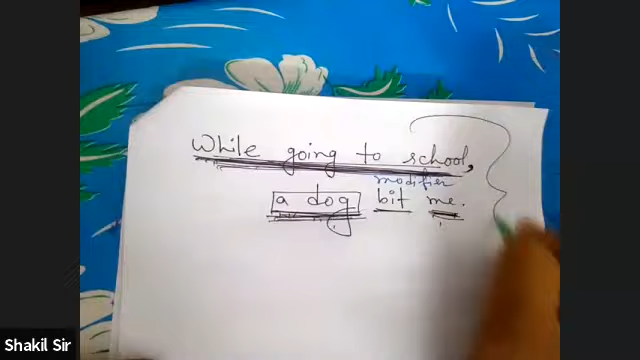 While going to school,
modifier
a dog bit me.
Shakil Sir